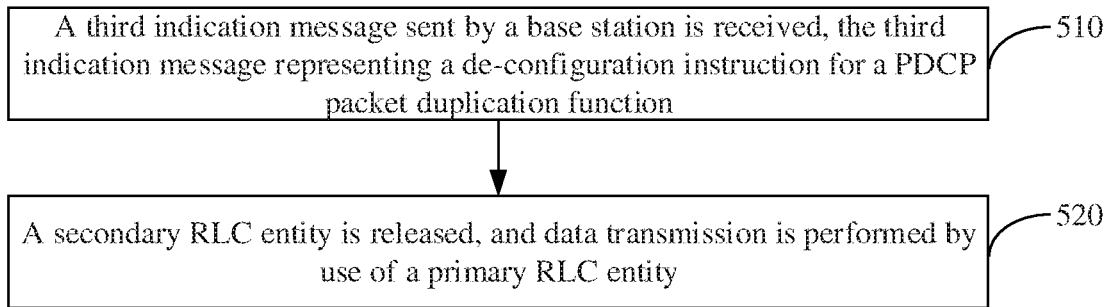 A third indication message sent by a base station is received, the third
indication message representing a de-configuration instruction for a PDCP
packet duplication function
510
A secondary RLC entity is released, and data transmission is performed by
use of a primary RLC entity
520